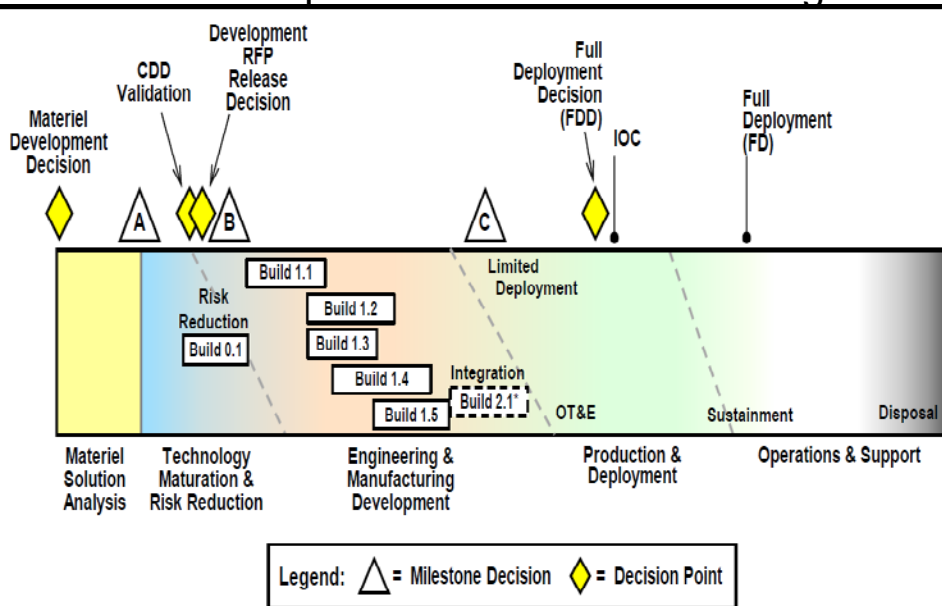 Materiel
Development
Decision
CDD
Validation
Development
RFP
Release
Decision
Full
Deployment
Decision
(FDD)
IOC
Full
Deployment
(FD)
A
B
C
Build 1.1
Limited
Deployment
Risk
Reduction
Build 0.1
Build 1.2
Build 1.3
Build 1.4
Integration
Build 2.1*
Build 1.5
OT&E
Sustainment
Disposal
Materiel
Solution
Analysis
Technology
Maturation &
Risk Reduction
Engineering &
Manufacturing
Development
Production &
Deployment
Operations & Support
Legend:
= Milestone Decision
= Decision Point